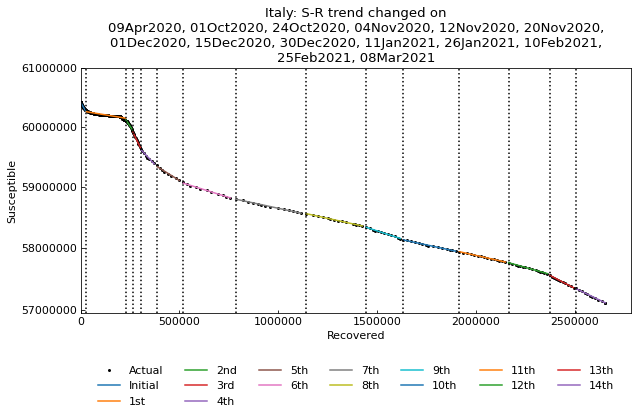 Italy: S-R trend changed on
09Apr2020, 01Oct2020, 24Oct2020, 04Nov2020, 12Nov2020, 20Nov2020,
01Dec2020, 15Dec2020, 30Dec2020, 11Jan2021, 26Jan2021, 10Feb2021,
25Feb2021, 08Mar2021
61000000
60000000
59000000
58000000
57000000
Susceptible
0 500000 1000000 1500000 2000000 2500000
Recovered
Actual 2nd 5th 7th 9th 11th 13th
Initial 3rd 6th 8th 10th 12th 14th
1st 4th